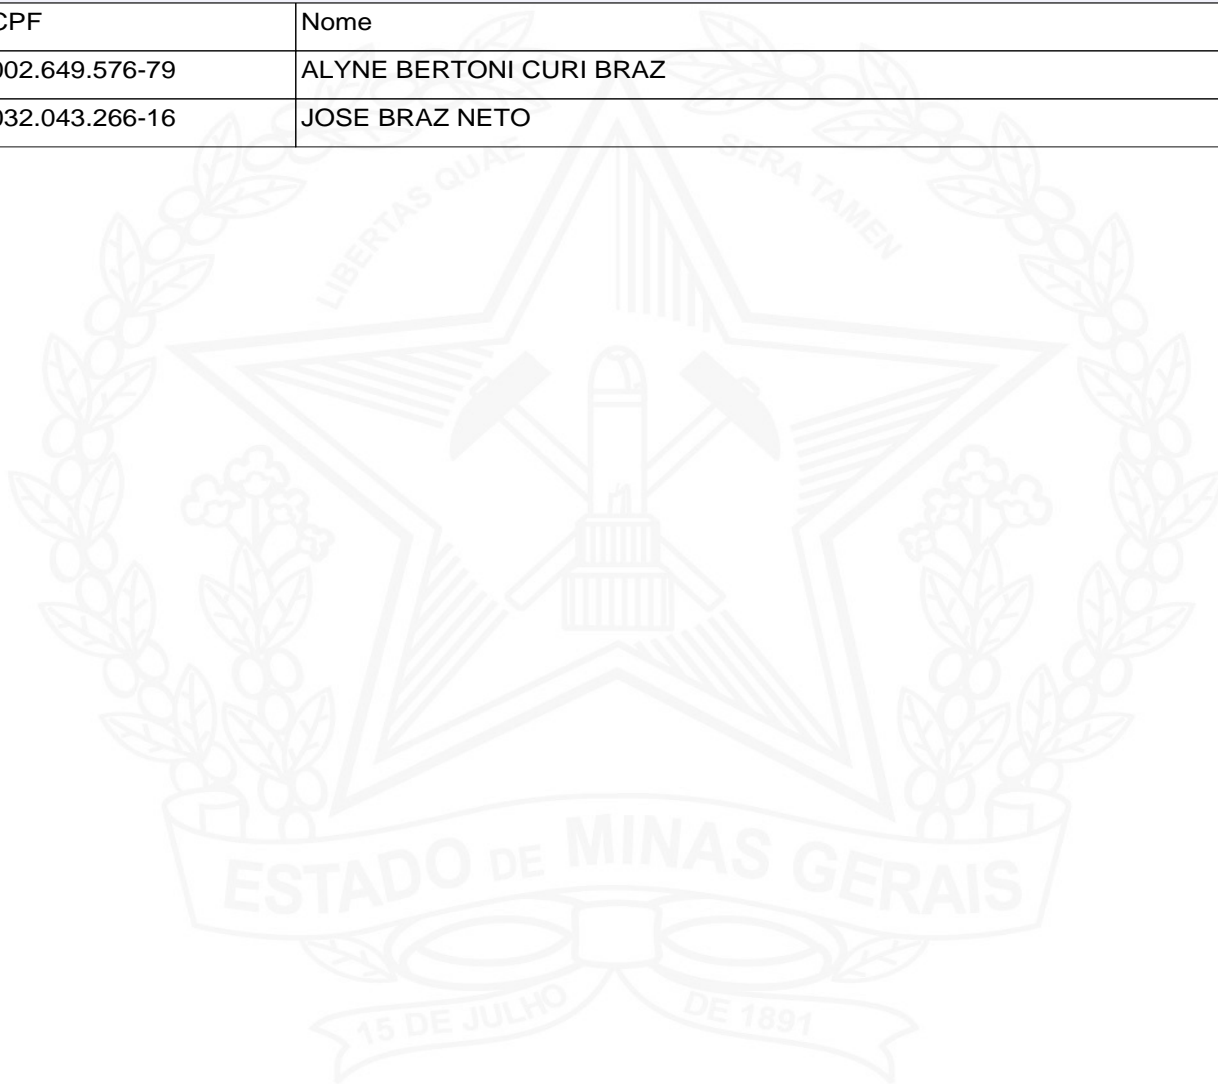 CPF Nome
002.649.576-79 ALYNE BERTONI CURI BRAZ
032.043.266-16 JOSE BRAZ NETO
LIBERTAS QUAE SERA TAMEN
ESTADO DE MINAS GERAIS
15 DE JULHO DE 1891